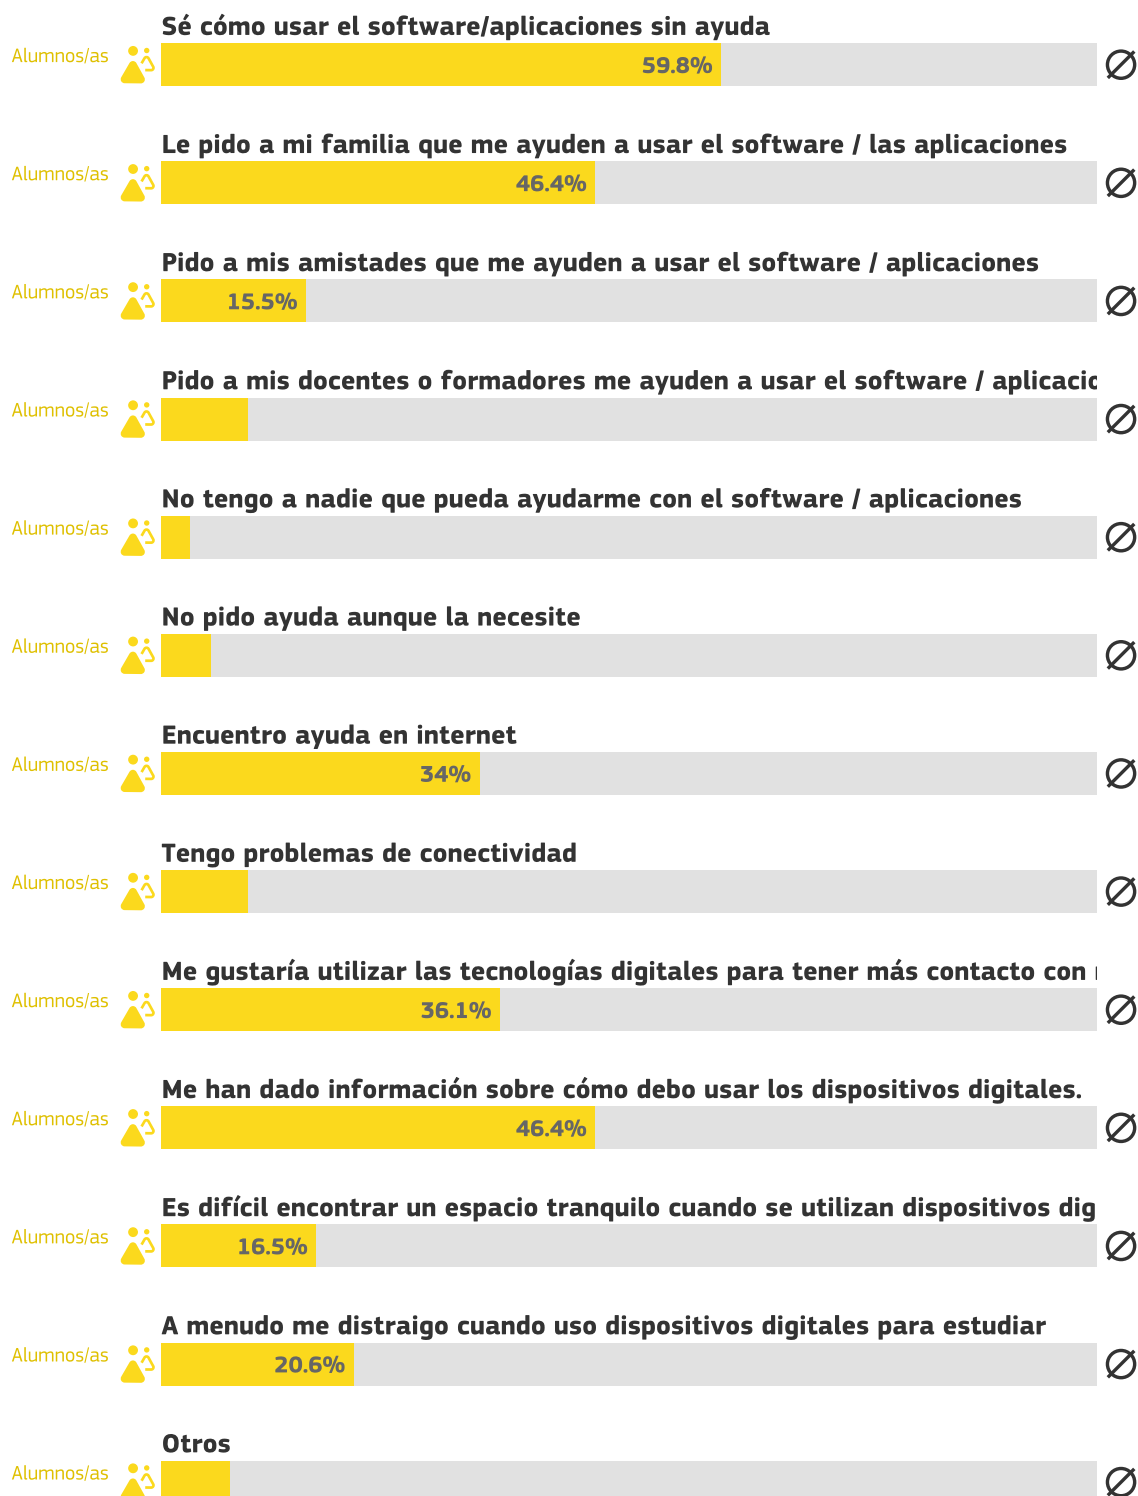 Sé cómo usar el software/aplicaciones sin ayuda
Alumnos/as
59.8%
Le pido a mi familia que me ayuden a usar el software / las aplicaciones
Alumnos/as
46.4%
Pido a mis amistades que me ayuden a usar el software / aplicaciones
Alumnos/as
15.5%
Pido a mis docentes o formadores me ayuden a usar el software / aplicacio
Alumnos/as
No tengo a nadie que pueda ayudarme con el software / aplicaciones
Alumnos/as
No pido ayuda aunque la necesite
Alumnos/as
Encuentro ayuda en internet
Alumnos/as
34%
Tengo problemas de conectividad
Alumnos/as
Me gustaría utilizar las tecnologías digitales para tener más contacto con
Alumnos/as
36.1%
Me han dado información sobre cómo debo usar los dispositivos digitales.
Alumnos/as
46.4%
Es difícil encontrar un espacio tranquilo cuando se utilizan dispositivos dig
Alumnos/as
16.5%
A menudo me distraigo cuando uso dispositivos digitales para estudiar
Alumnos/as
20.6%
Otros
Alumnos/as